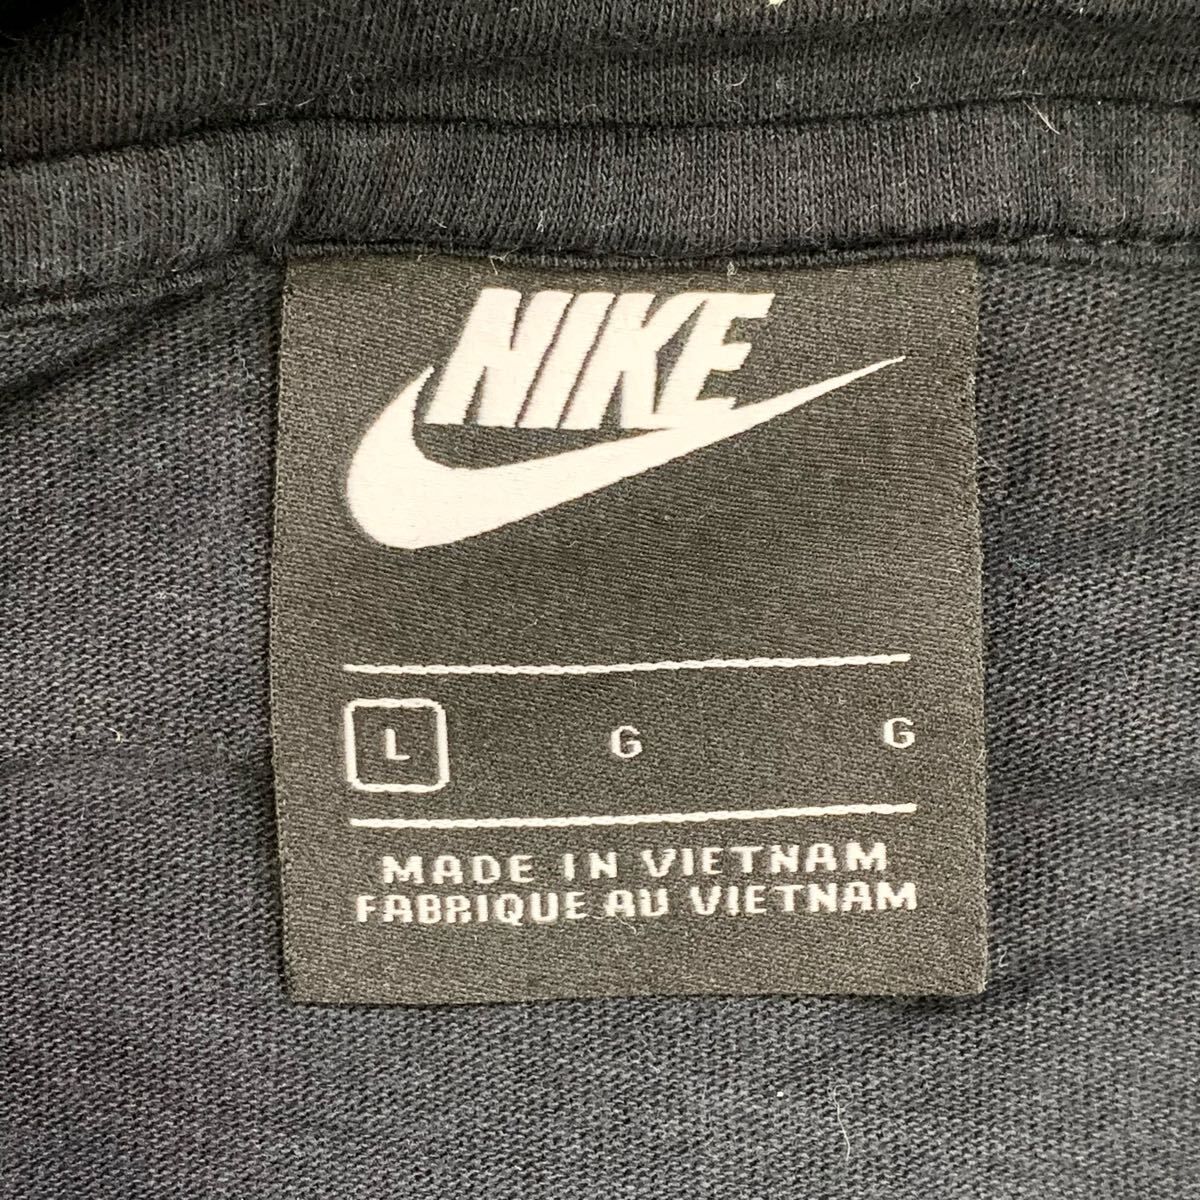 NIKE
L G G
MADE IN VIETNAM
FABRIQUE AU VIETNAM